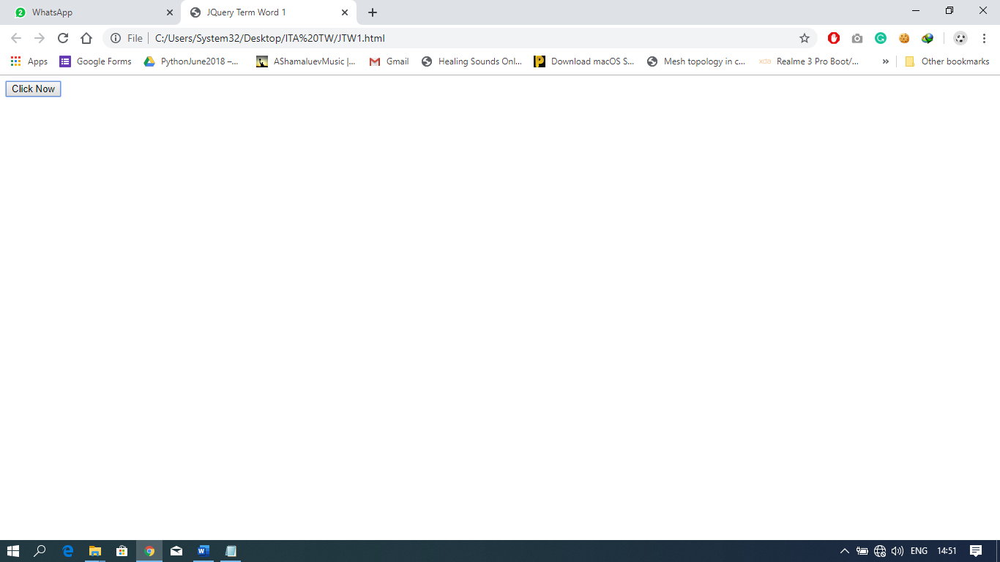 2 WhatsApp JQuery Term Word 1
File C:/Users/System32/Desktop/ITA%20TW/JTW1.html
Apps Google Forms PythonJune2018 –... AShamaluevMusic |... Gmail Healing Sounds Onl... Download macOS S... Mesh topology in c... xda Realme 3 Pro Boot/... » Other bookmarks
Click Now
ENG 14:51